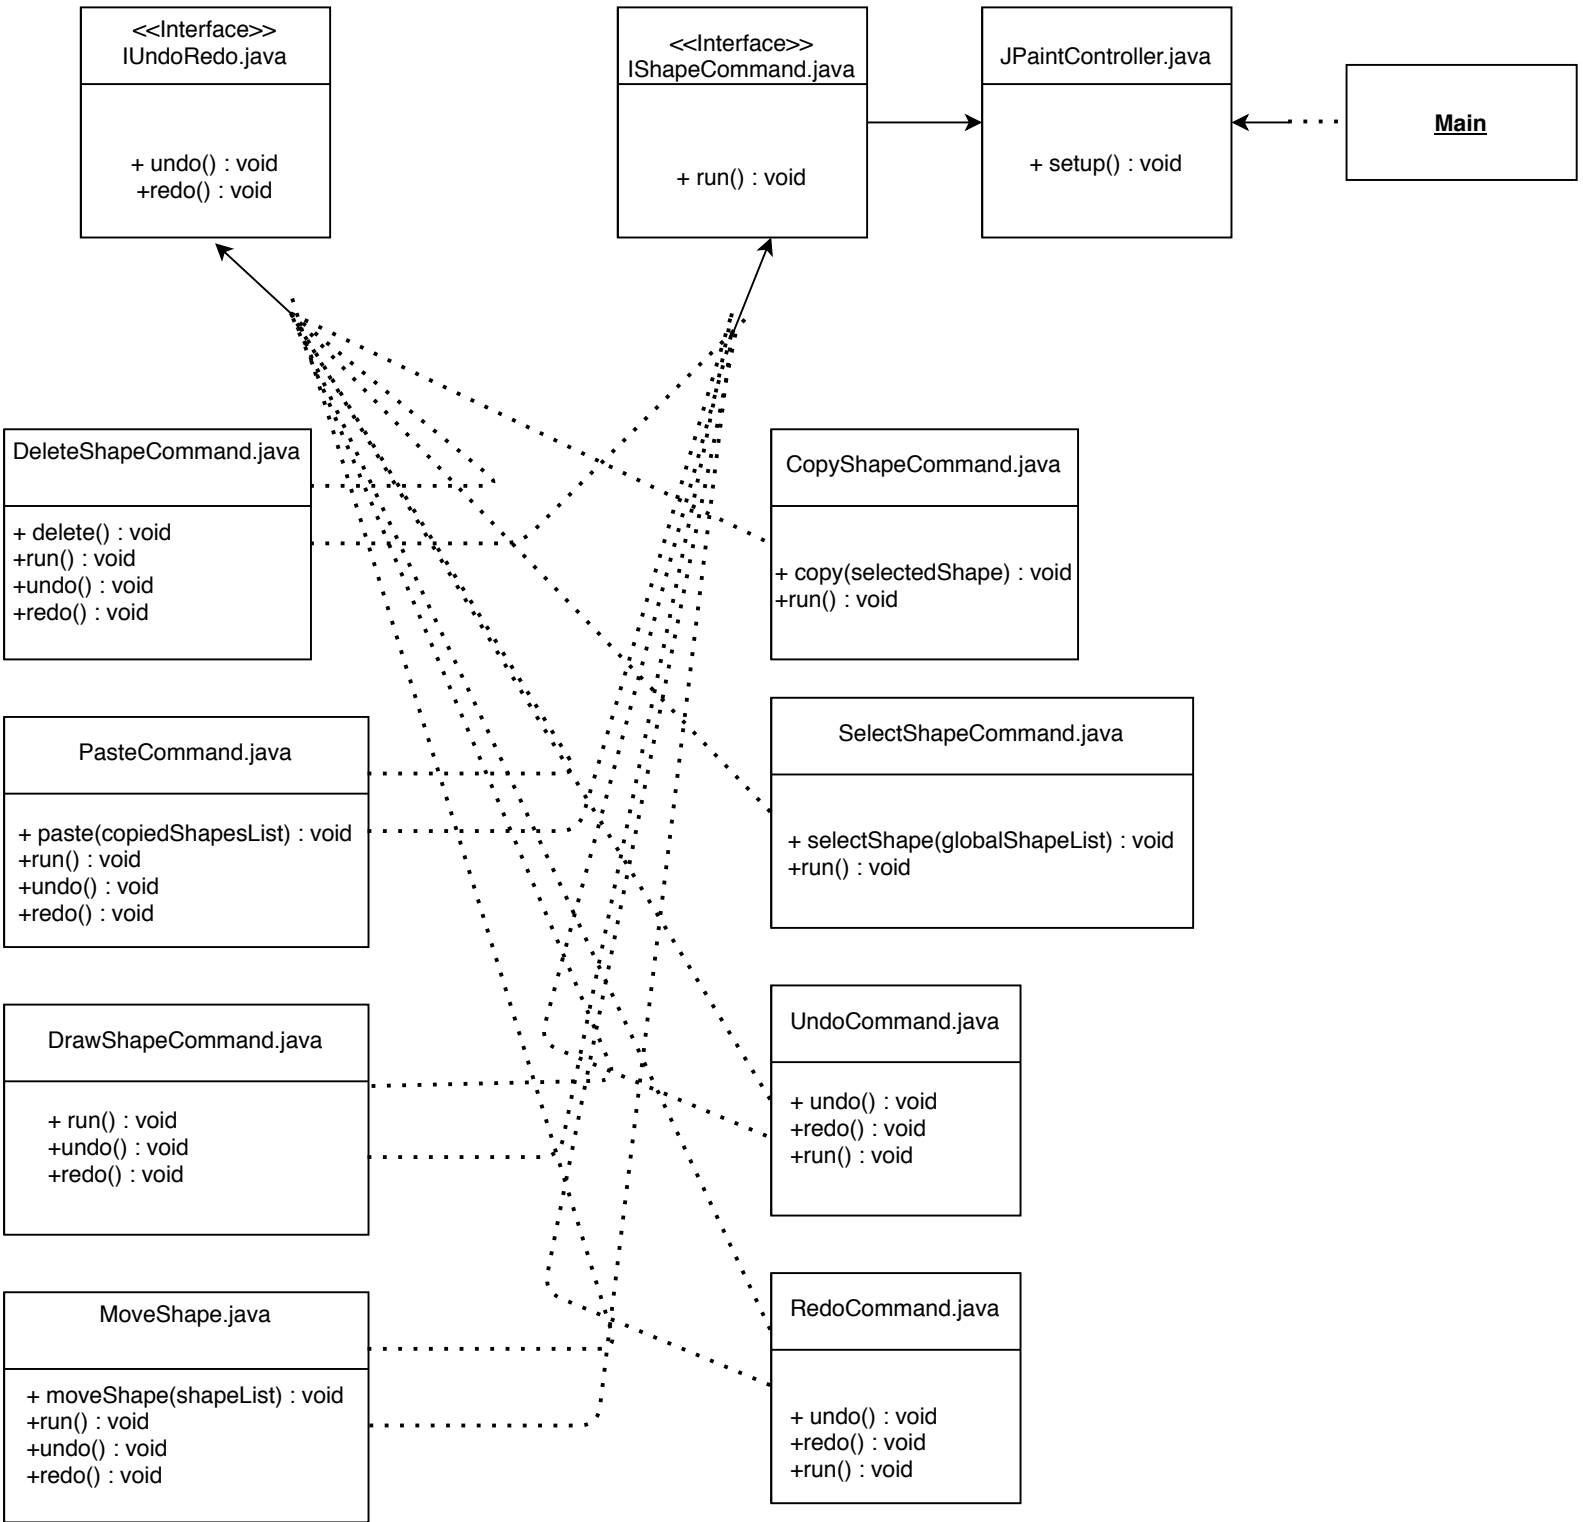 <<Interface>>
IUndoRedo.java
+ undo() : void
+redo() : void
<<Interface>>
IShapeCommand.java
+ run() : void
JPaintController.java
+ setup() : void
Main
DeleteShapeCommand.java
+ delete() : void
+run() : void
+undo() : void
+redo() : void
CopyShapeCommand.java
+ copy(selectedShape) : void
+run() : void
PasteCommand.java
+ paste(copiedShapesList) : void
+run() : void
+undo() : void
+redo() : void
SelectShapeCommand.java
+ selectShape(globalShapeList) : void
+run() : void
DrawShapeCommand.java
+ run() : void
+undo() : void
+redo() : void
UndoCommand.java
+ undo() : void
+redo() : void
+run() : void
MoveShape.java
+ moveShape(shapeList) : void
+run() : void
+undo() : void
+redo() : void
RedoCommand.java
+ undo() : void
+redo() : void
+run() : void